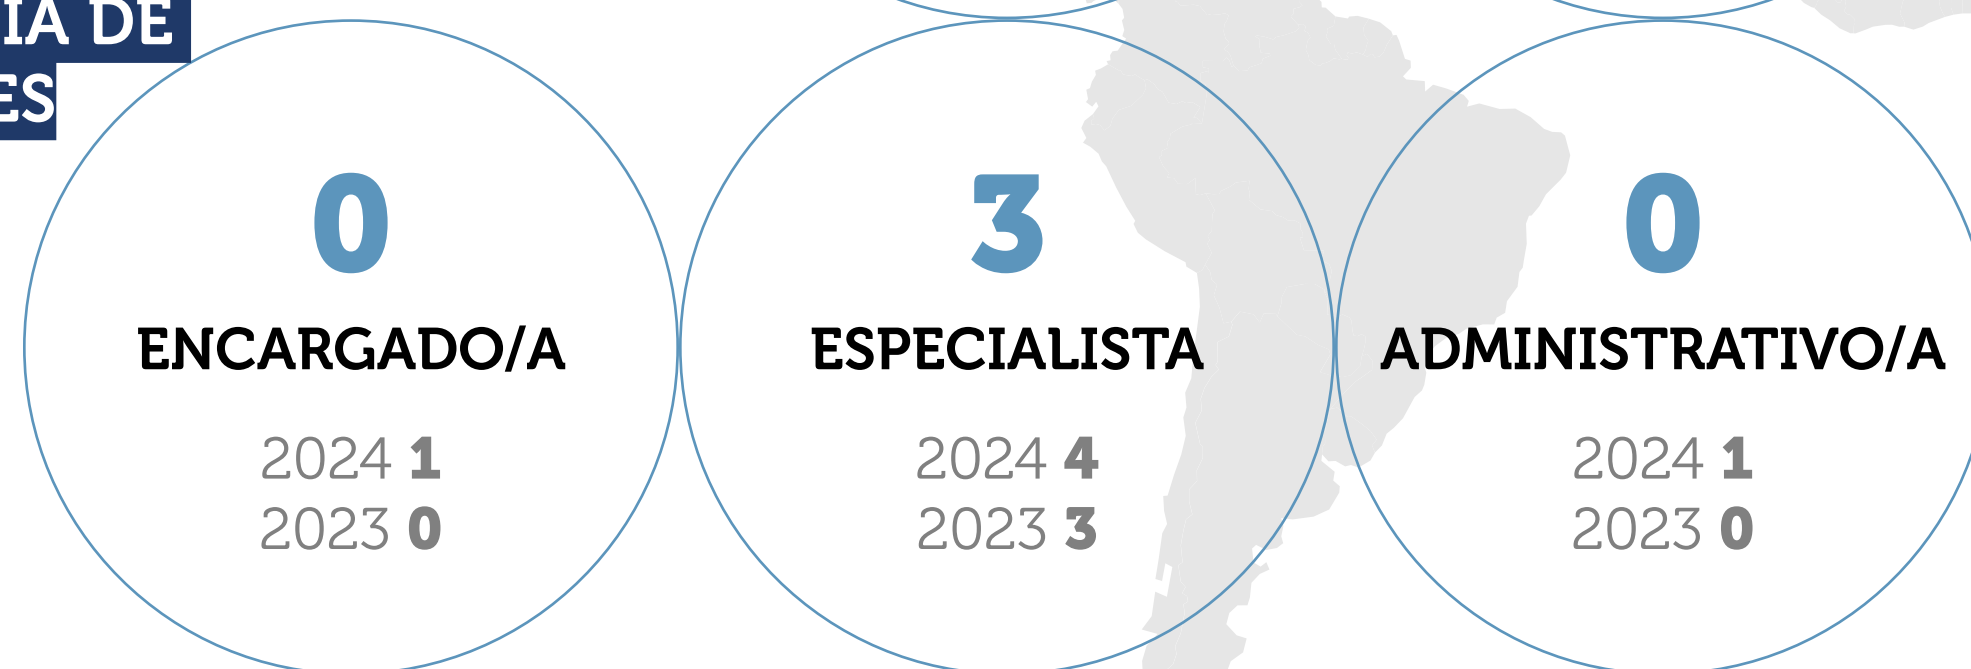 IA DE
ES
0
ENCARGADO/A
2024 1
2023 0
3
ESPECIALISTA
2024 4
2023 3
0
ADMINISTRATIVO/A
2024 1
2023 0